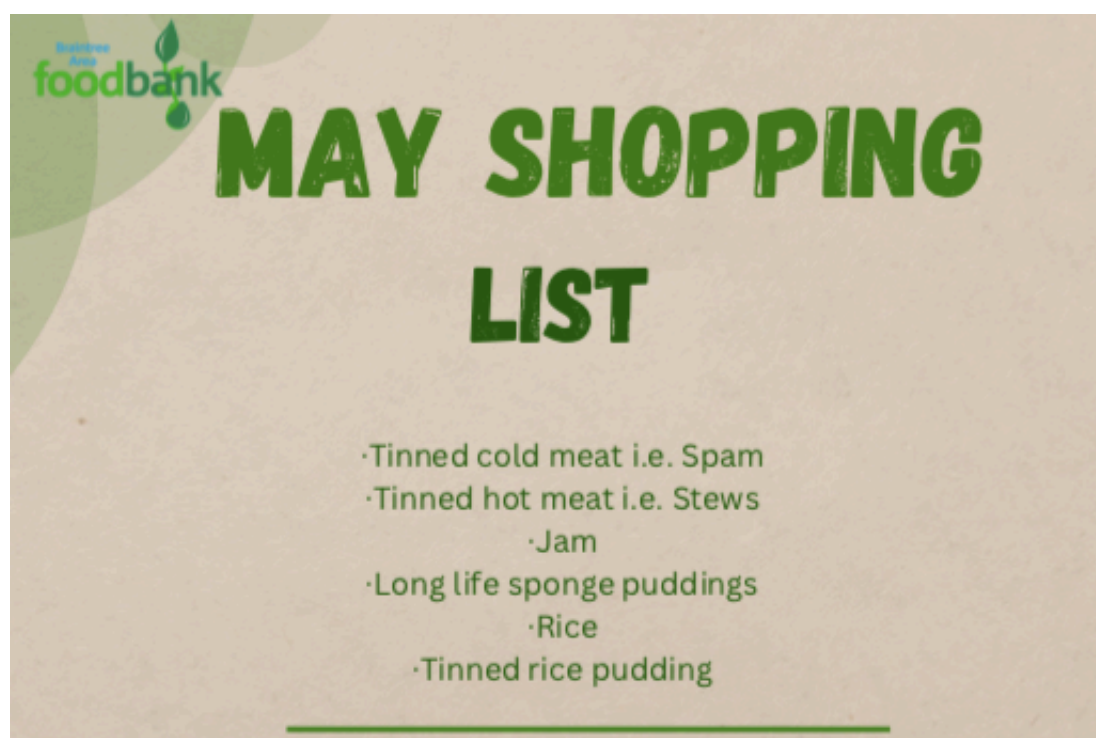 Braintree
Area
foodbank
MAY SHOPPING
LIST
·Tinned cold meat i.e. Spam
·Tinned hot meat i.e. Stews
·Jam
·Long life sponge puddings
·Rice
·Tinned rice pudding